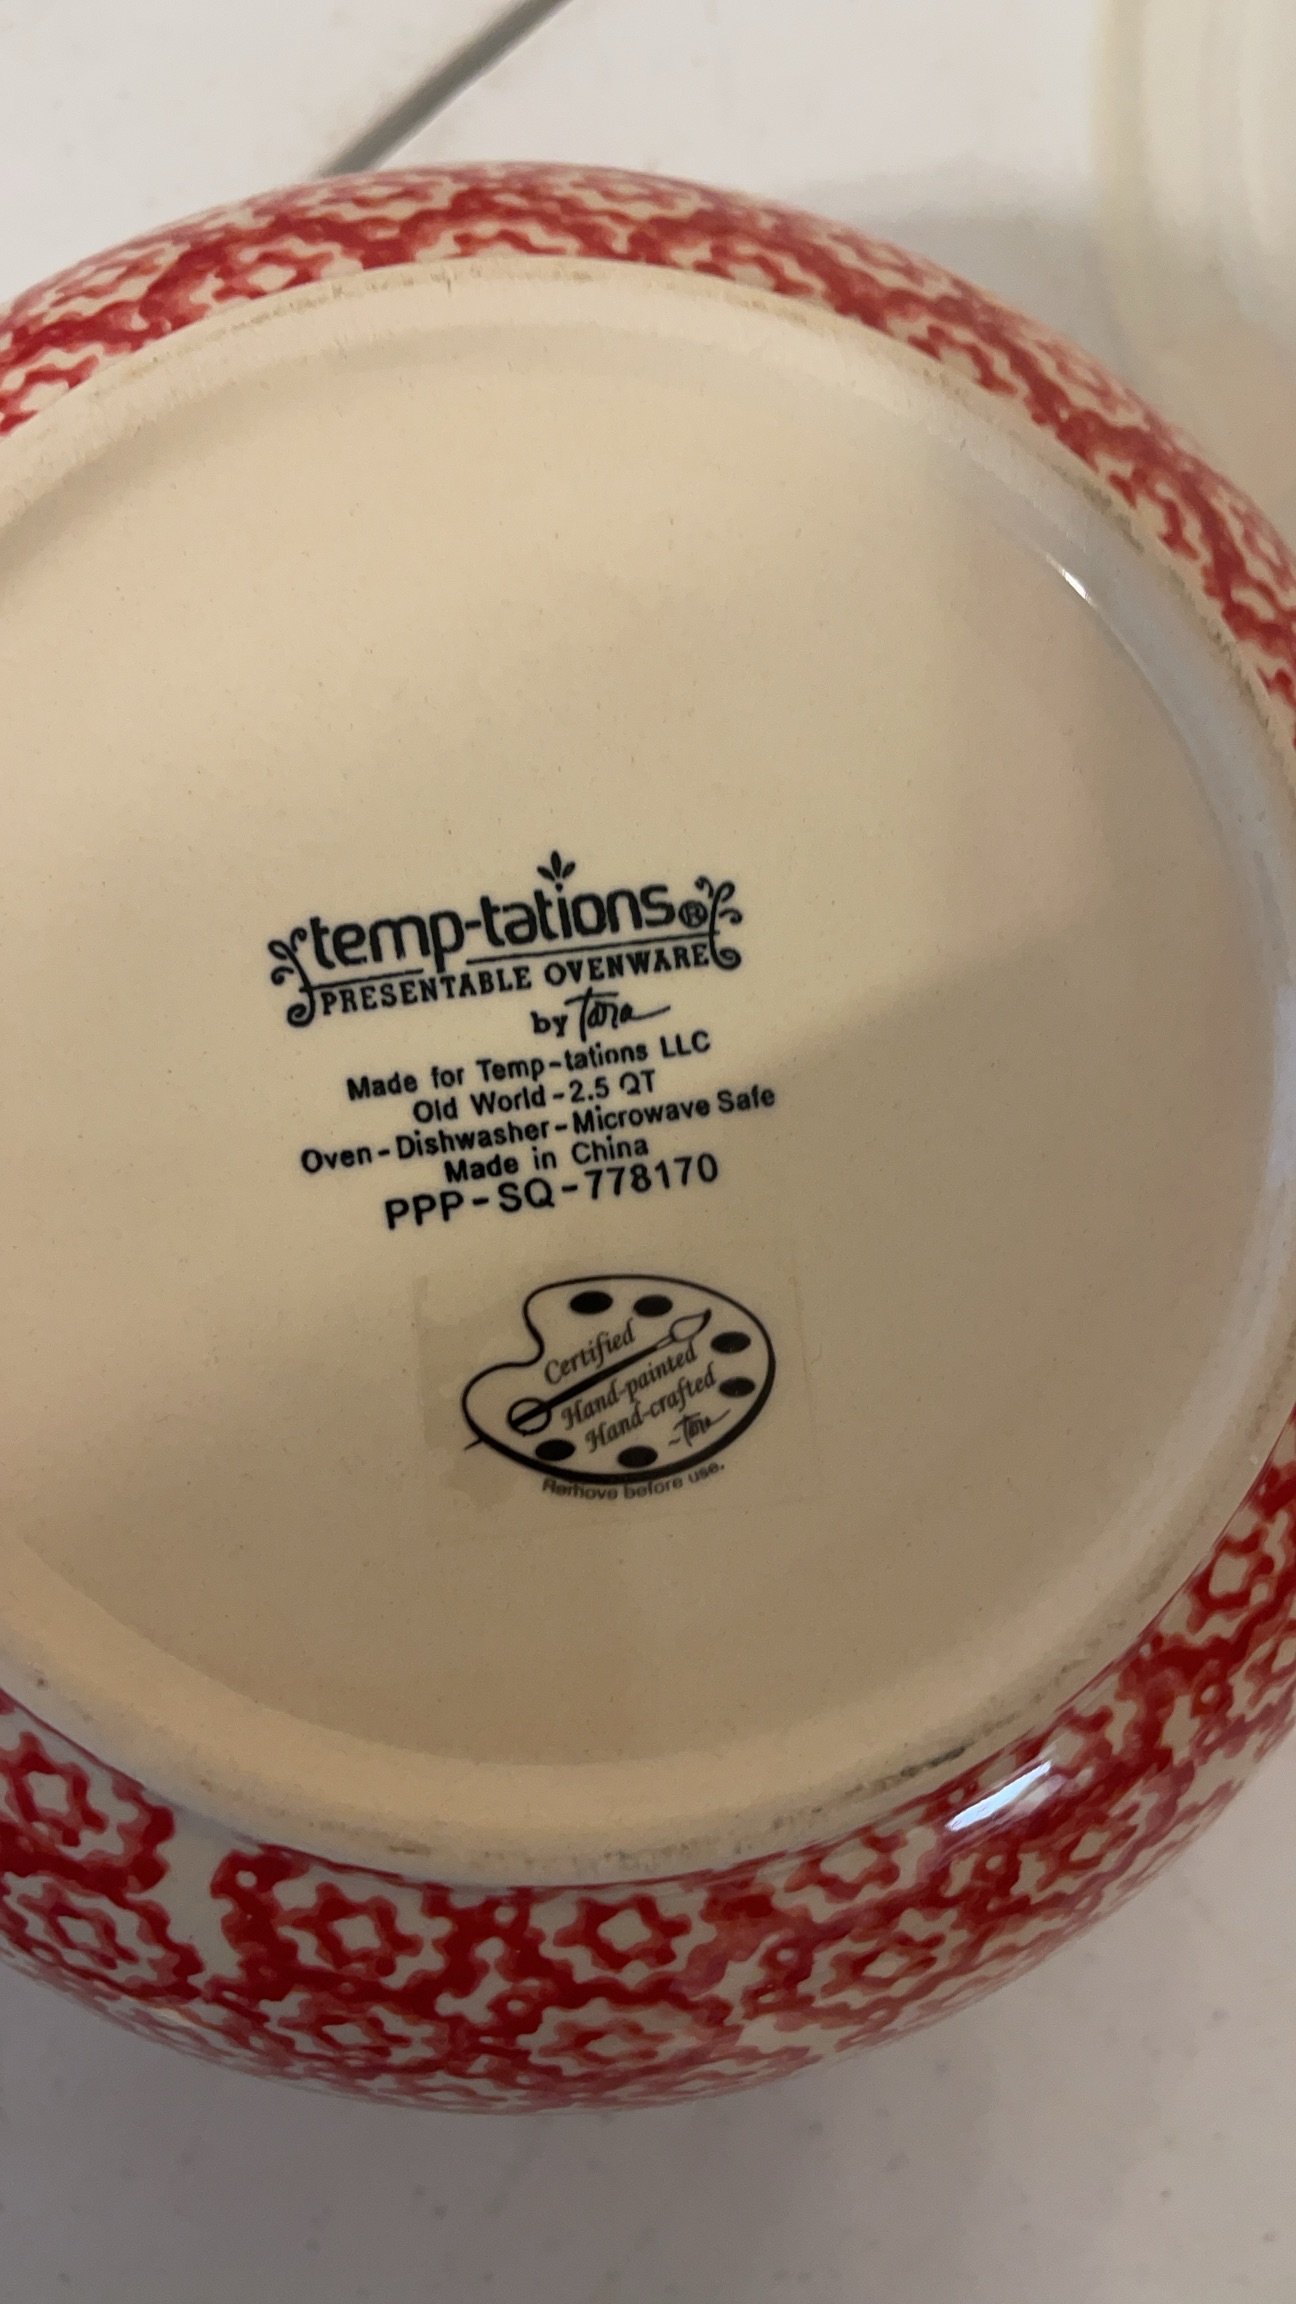 temp-tations®
PRESENTABLE OVENWARE
by Tara
Made for Temp-tations LLC
Old World-2.5 QT
Oven-Dishwasher-Microwave Safe
Made in China
PPP-SQ-778170
Certified
Hand-painted
Hand-crafted
~Tara
Remove before use.